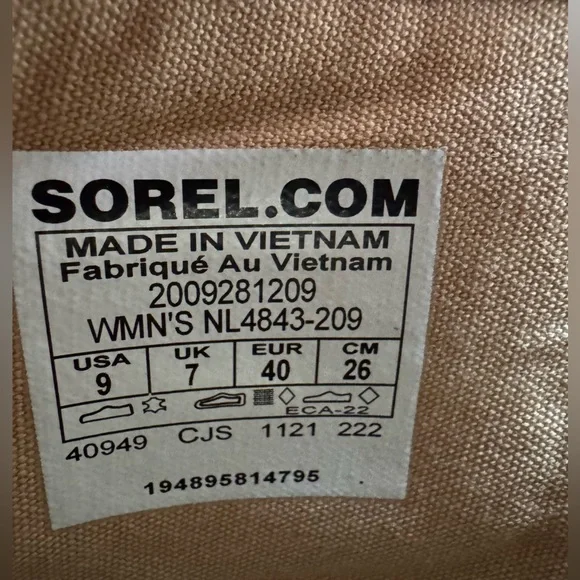 SOREL.COM
MADE IN VIETNAM
Fabriqué Au Vietnam
2009281209
WMN'S NL4843-209
USA UK EUR CM
9 7 40 26
ECA-22
40949 CJS 1121 222
194895814795